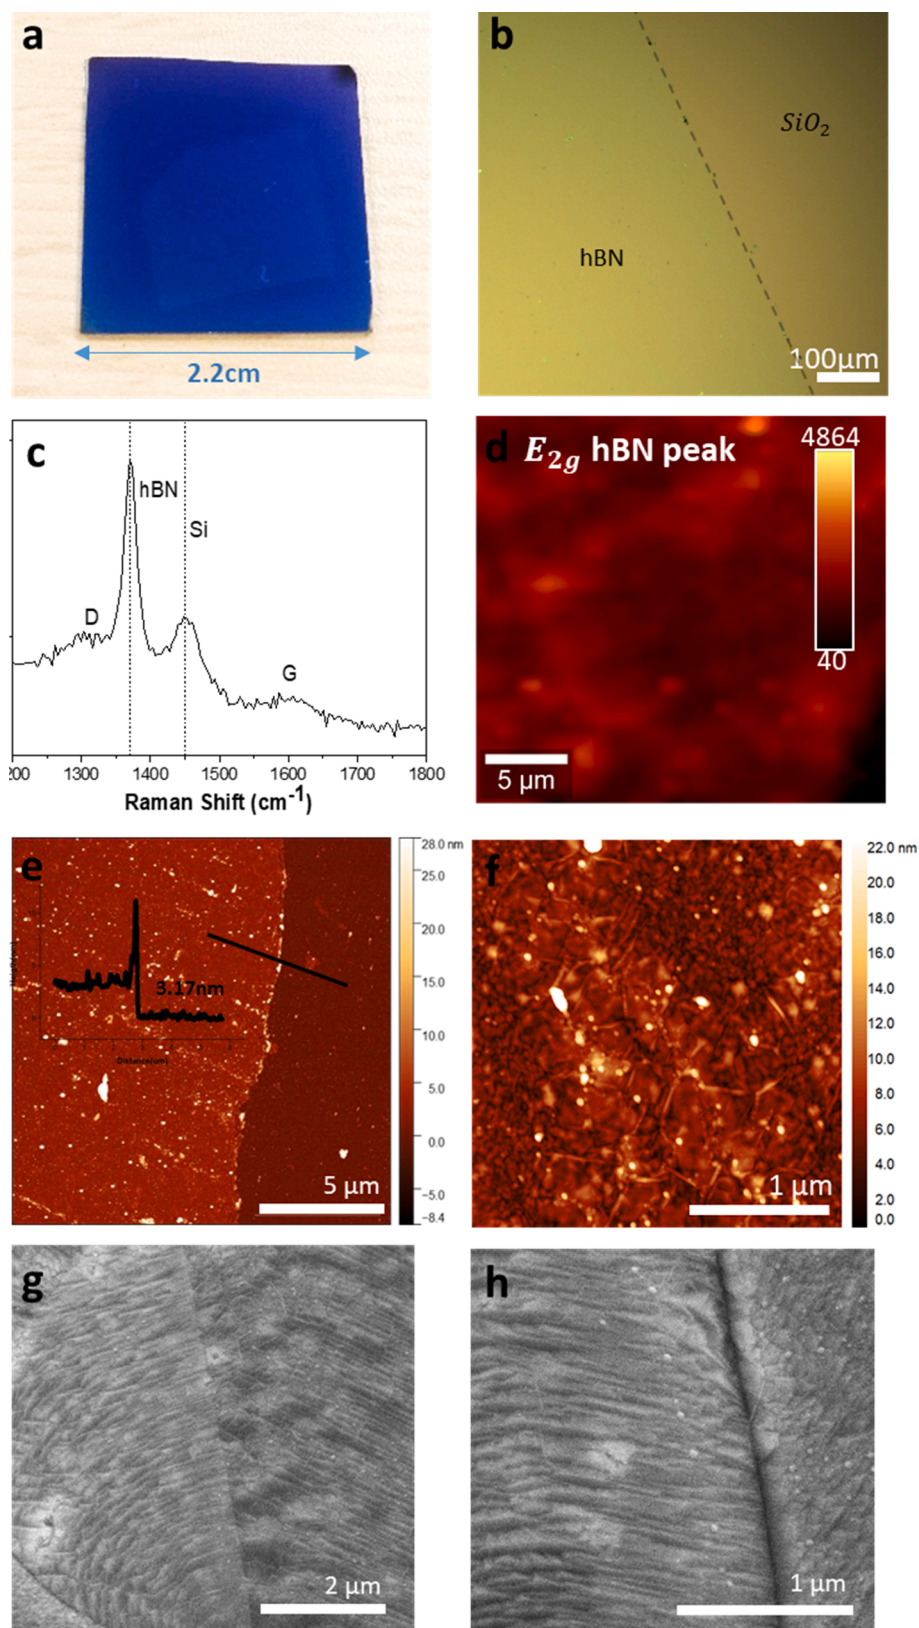 a
2.2cm
b
SiO₂
hBN
100μm
c
hBN
Si
D
G
00 1300 1400 1500 1600 1700 1800
Raman Shift (cm⁻¹)
d E₂g hBN peak
4864
40
5 μm
e
28.0 nm
25.0
20.0
15.0
10.0
5.0
0.0
−5.0
−8.4
3.17nm
Distance(um)
5 μm
f
22.0 nm
20.0
18.0
16.0
14.0
12.0
10.0
8.0
6.0
4.0
2.0
0.0
1 μm
g
2 μm
h
1 μm